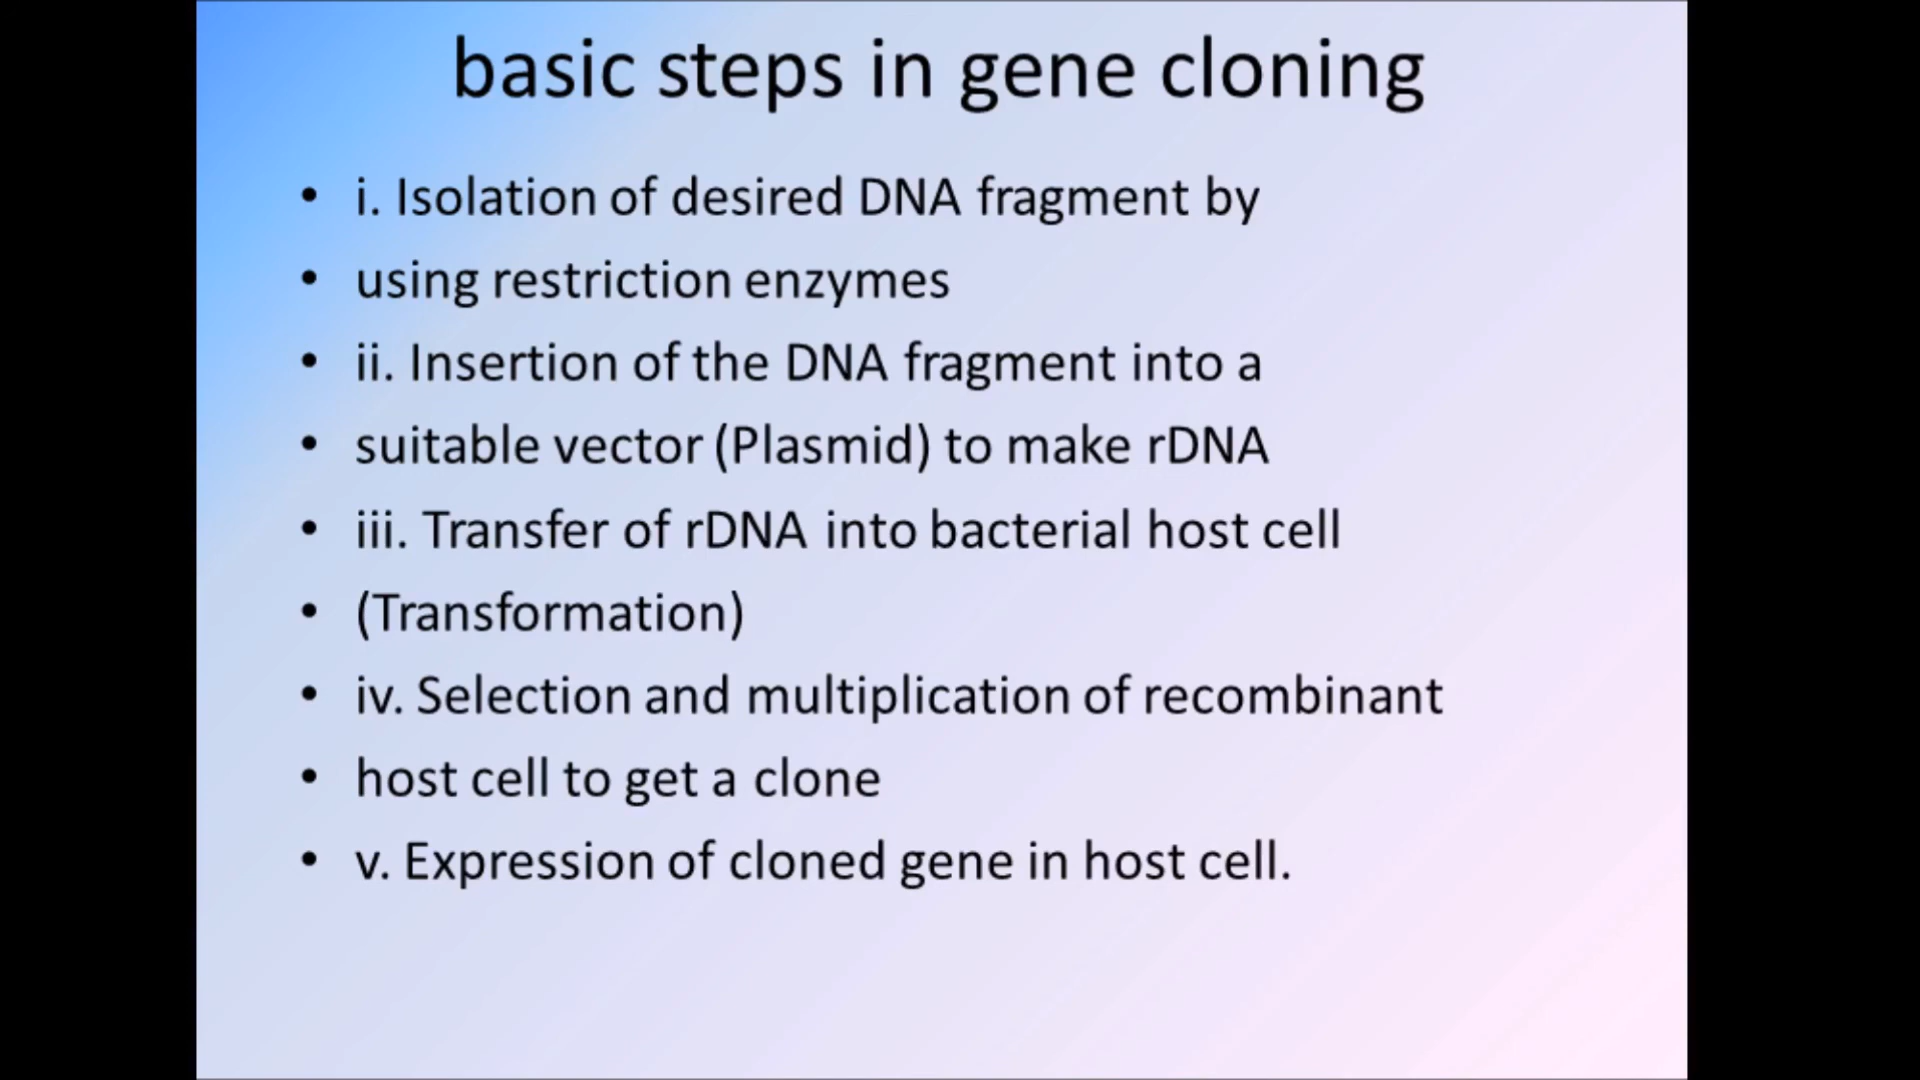 basic steps in gene cloning
• i. Isolation of desired DNA fragment by
• using restriction enzymes
• ii. Insertion of the DNA fragment into a
• suitable vector (Plasmid) to make rDNA
• iii. Transfer of rDNA into bacterial host cell
• (Transformation)
• iv. Selection and multiplication of recombinant
• host cell to get a clone
• v. Expression of cloned gene in host cell.